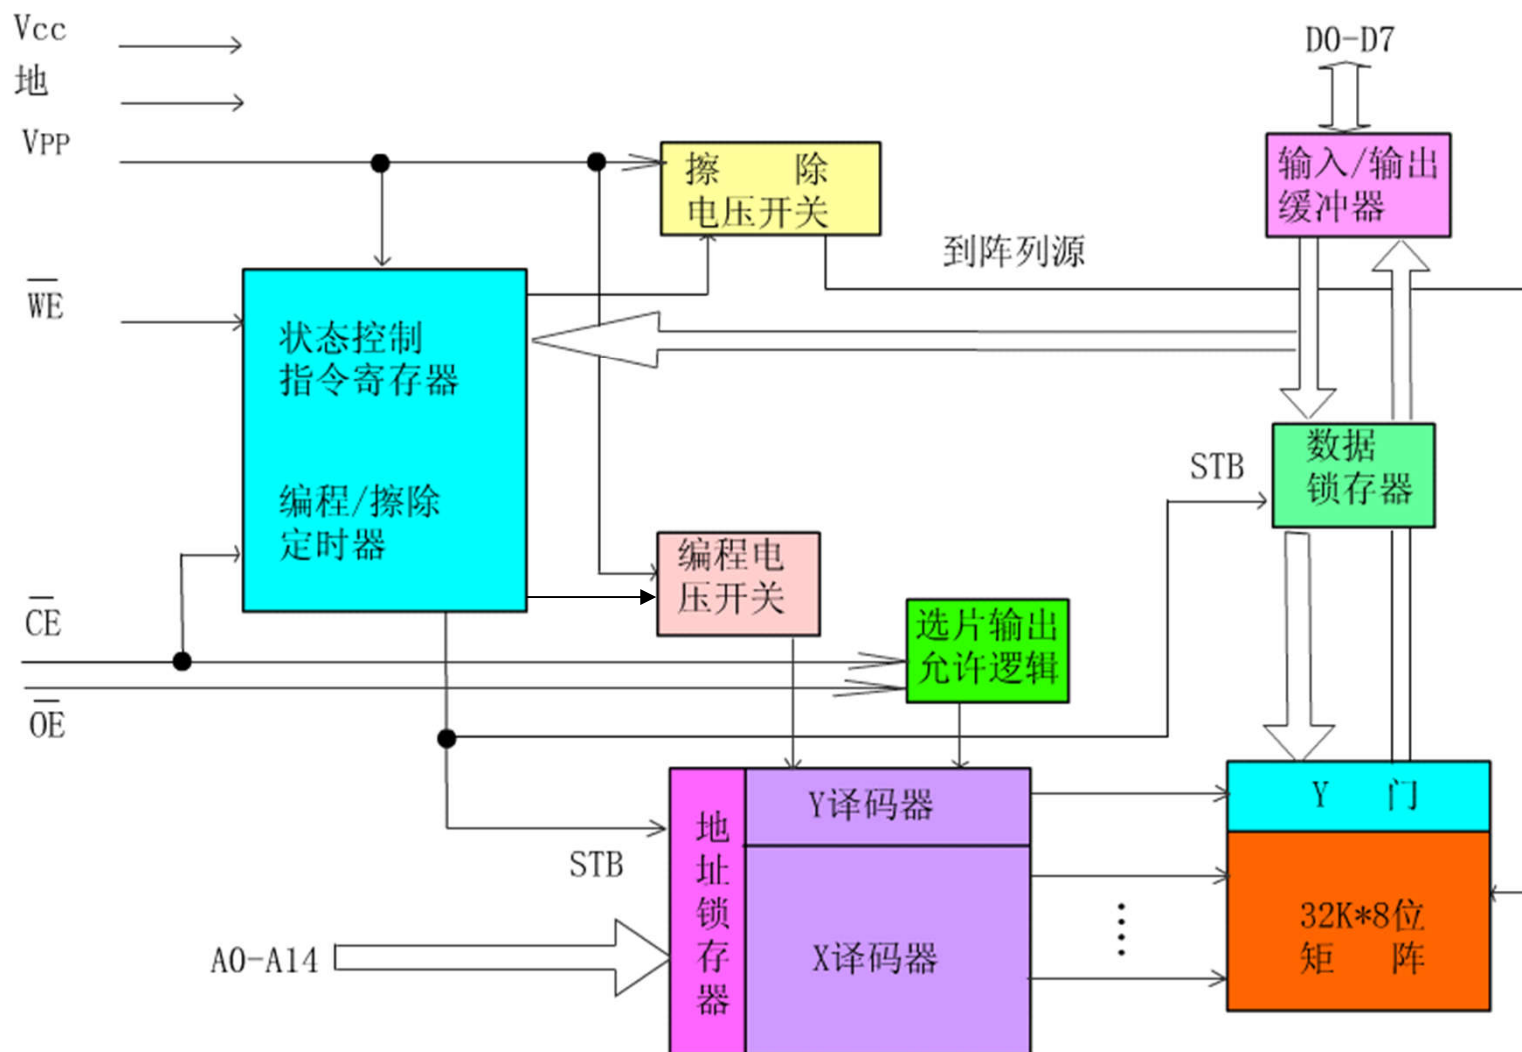 Vcc
地
VPP
D0-D7
擦 除
电压开关
输入/输出
缓冲器
到阵列源
WE
状态控制
指令寄存器
编程/擦除
定时器
数据
锁存器
STB
编程电
压开关
CE
选片输出
允许逻辑
OE
Y译码器
Y 门
地址锁存器
STB
X译码器
32K*8位
矩 阵
A0-A14